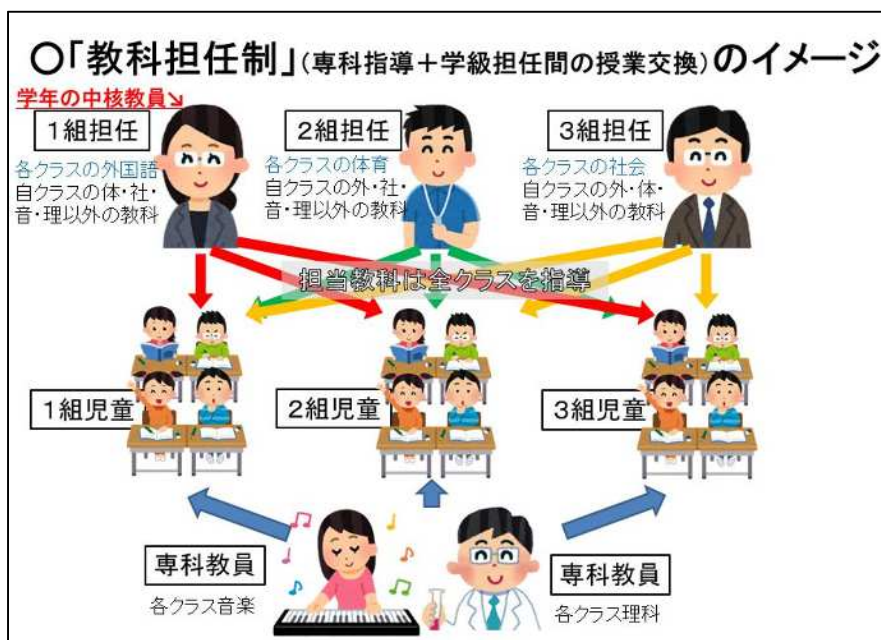 〇「教科担任制」(専科指導+学級担任間の授業交換)のイメージ
学年の中核教員↘
1組担任
各クラスの外国語
自クラスの体・社・
音・理以外の教科
2組担任
各クラスの体育
自クラスの外・社・
音・理以外の教科
3組担任
各クラスの社会
自クラスの外・体・
音・理以外の教科
担当教科は全クラスを指導
1組児童
2組児童
3組児童
専科教員
各クラス音楽
専科教員
各クラス理科